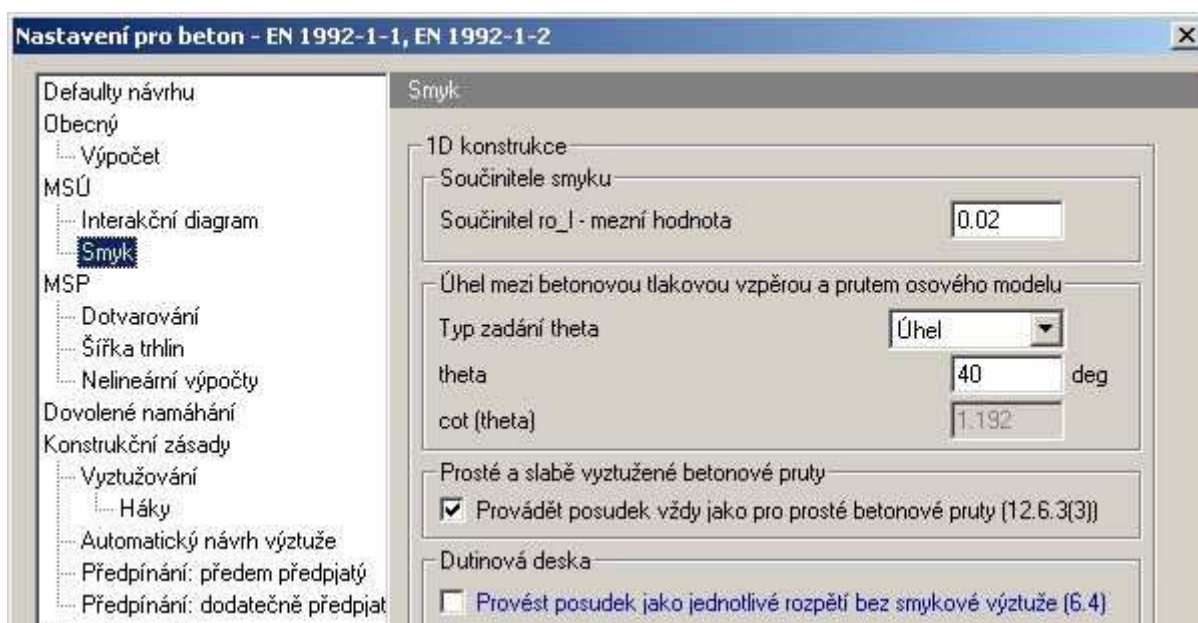 Nastavení pro beton - EN 1992-1-1, EN 1992-1-2
Defaulty návrhu
Obecný
Výpočet
MSÚ
Interakční diagram
Smyk
MSP
Dotvarování
Šířka trhlin
Nelineární výpočty
Dovolené namáhání
Konstrukční zásady
Vyztužování
Háky
Automatický návrh výztuže
Předpínání: předem předpjatý
Předpínání: dodatečně předpjat
Smyk
1D konstrukce
Součinitele smyku
Součinitel ro_l - mezní hodnota 0.02
Úhel mezi betonovou tlakovou vzpěrou a prutem osového modelu
Typ zadání theta Úhel
theta 40 deg
cot (theta) 1.192
Prosté a slabě vyztužené betonové pruty
Provádět posudek vždy jako pro prosté betonové pruty (12.6.3(3))
Dutinová deska
Provést posudek jako jednotlivé rozpětí bez smykové výztuže (6.4)